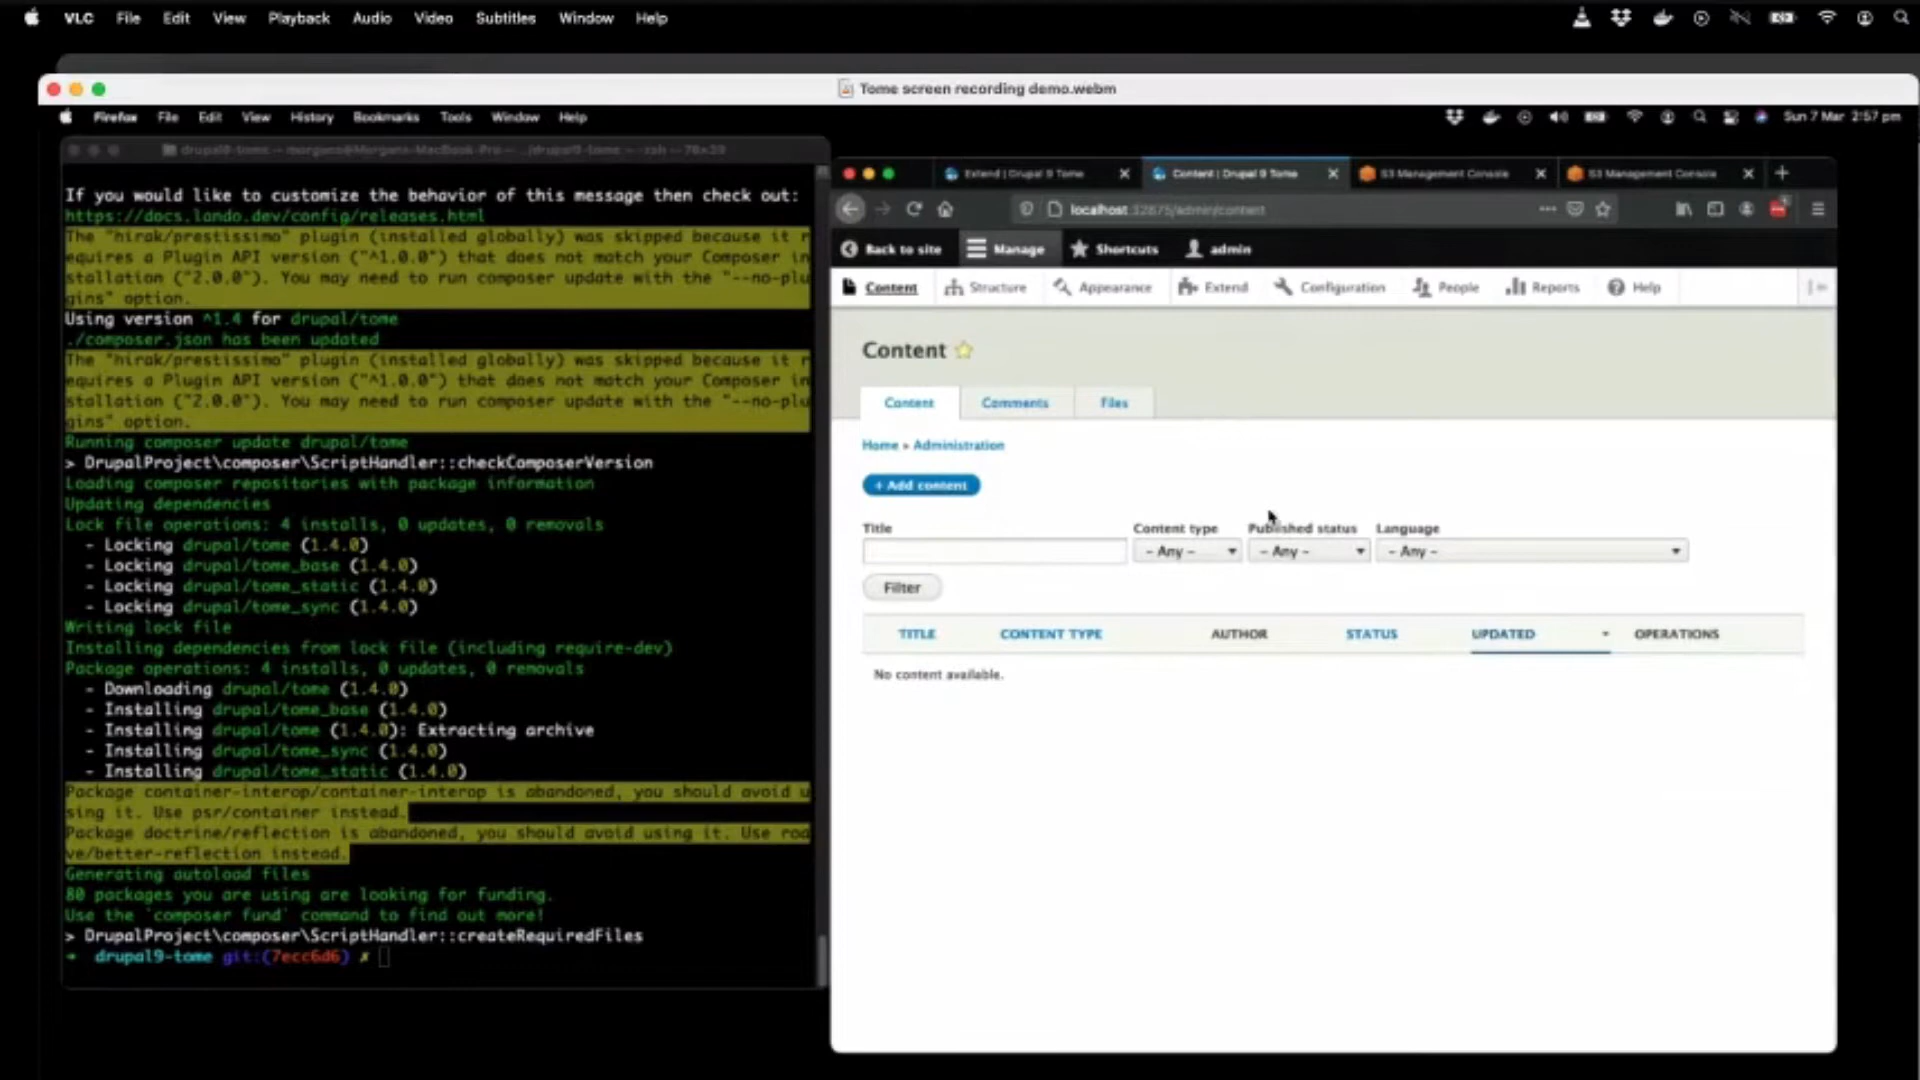 VLC File Edit View Playback Audio Video Subtitles Window Help
Tome screen recording demo.webm
Firefox File Edit View History Bookmarks Tools Window Help
Sun 7 Mar 2:57 pm
drupal9-tome — morgans@Morgans-MacBook-Pro — ../drupal9-tome — -zsh — 78x39
If you would like to customize the behavior of this message then check out:
https://docs.lando.dev/config/releases.html
The "hirak/prestissimo" plugin (installed globally) was skipped because it r
equires a Plugin API version ("^1.0.0") that does not match your Composer in
stallation ("2.0.0"). You may need to run composer update with the "--no-plu
gins" option.
Using version ^1.4 for drupal/tome
./composer.json has been updated
The "hirak/prestissimo" plugin (installed globally) was skipped because it r
equires a Plugin API version ("^1.0.0") that does not match your Composer in
stallation ("2.0.0"). You may need to run composer update with the "--no-plu
gins" option.
Running composer update drupal/tome
> DrupalProject\composer\ScriptHandler::checkComposerVersion
Loading composer repositories with package information
Updating dependencies
Lock file operations: 4 installs, 0 updates, 0 removals
- Locking drupal/tome (1.4.0)
- Locking drupal/tome_base (1.4.0)
- Locking drupal/tome_static (1.4.0)
- Locking drupal/tome_sync (1.4.0)
Writing lock file
Installing dependencies from lock file (including require-dev)
Package operations: 4 installs, 0 updates, 0 removals
- Downloading drupal/tome (1.4.0)
- Installing drupal/tome_base (1.4.0)
- Installing drupal/tome (1.4.0): Extracting archive
- Installing drupal/tome_sync (1.4.0)
- Installing drupal/tome_static (1.4.0)
Package container-interop/container-interop is abandoned, you should avoid u
sing it. Use psr/container instead.
Package doctrine/reflection is abandoned, you should avoid using it. Use roa
ve/better-reflection instead.
Generating autoload files
80 packages you are using are looking for funding.
Use the `composer fund` command to find out more!
> DrupalProject\composer\ScriptHandler::createRequiredFiles
drupal9-tome git:(7ecc6d6) ✗
Extend | Drupal 9 Tome
Content | Drupal 9 Tome
S3 Management Console
S3 Management Console
localhost:32875/admin/content
Back to site Manage Shortcuts admin
Content Structure Appearance Extend Configuration People Reports Help
Content
Content Comments Files
Home » Administration
+ Add content
Title Content type Published status Language
- Any - - Any - - Any -
Filter
TITLE CONTENT TYPE AUTHOR STATUS UPDATED OPERATIONS
No content available.